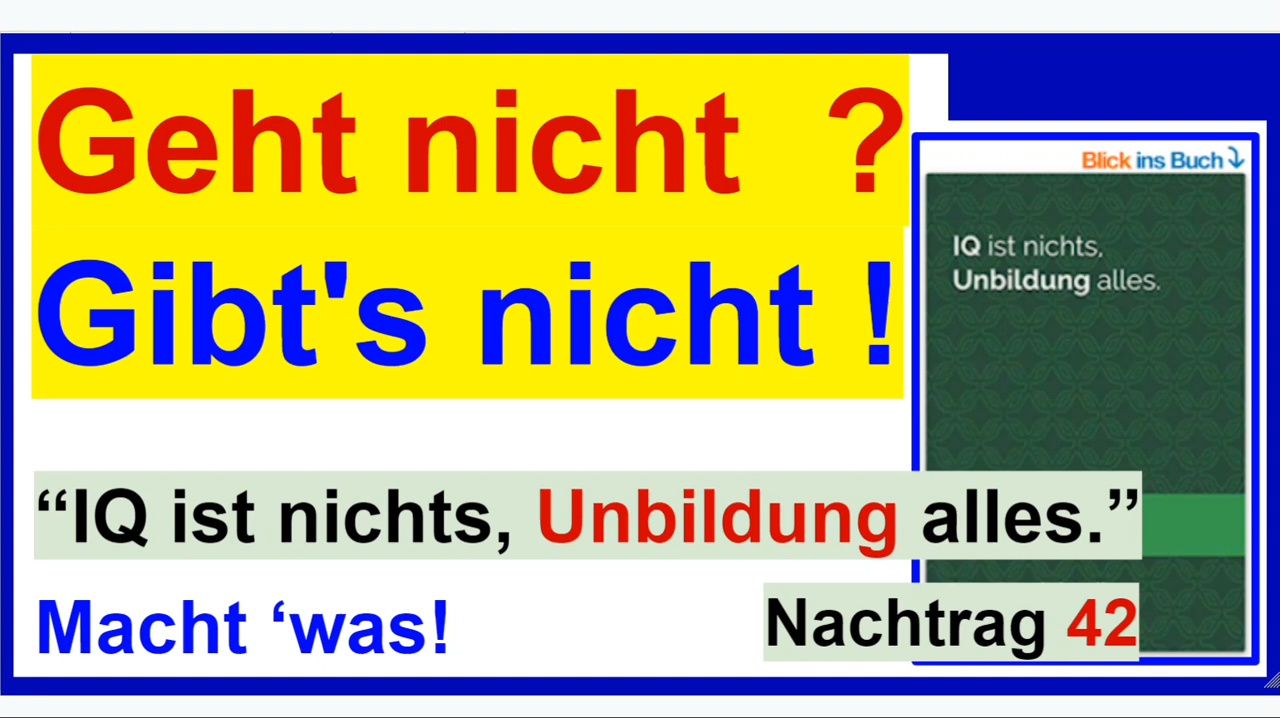 Geht nicht ?
Gibt's nicht !
Blick ins Buch
IQ ist nichts,
Unbildung alles.
“IQ ist nichts, Unbildung alles.”
Macht ‘was!
Nachtrag 42